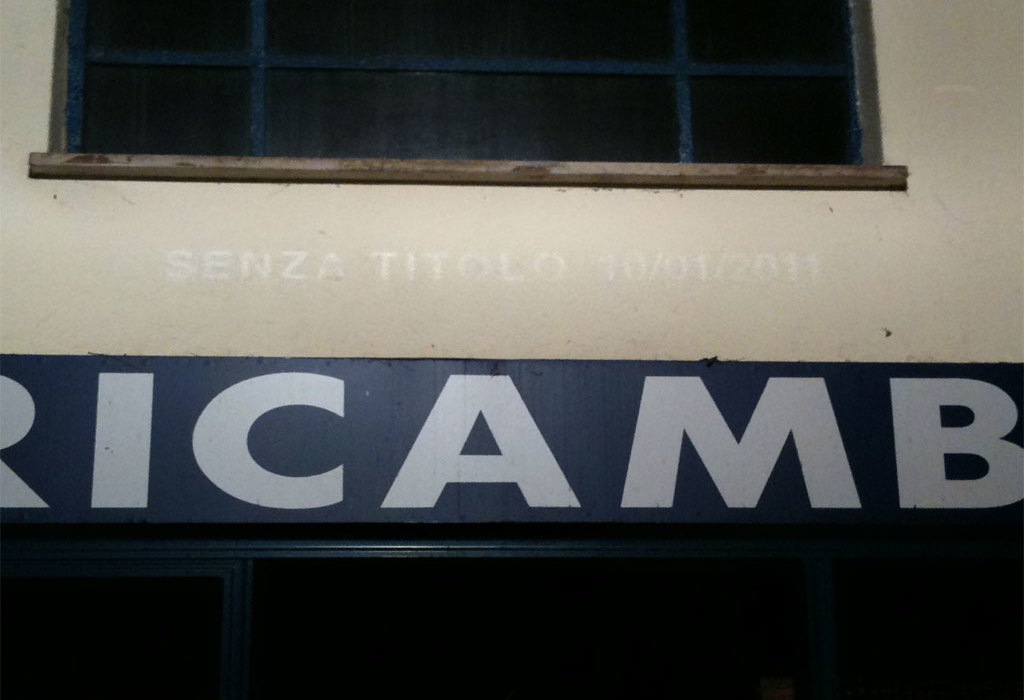 SENZA TITOLO 10/01/2011
RICAMB